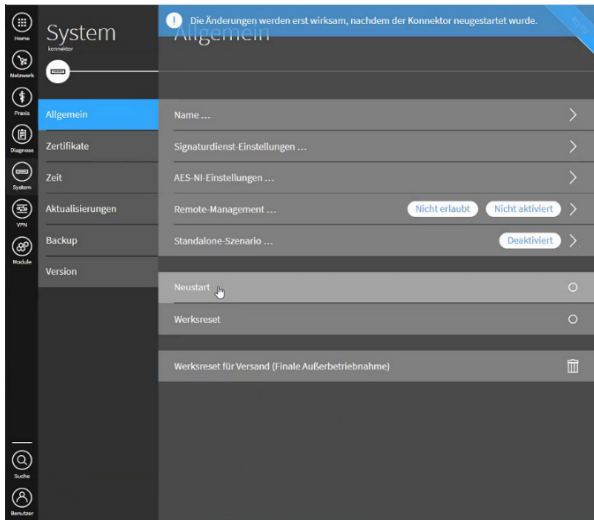 Home
Netzwerk
Praxis
Diagnose
System
VPN
Module
Suche
Benutzer
System
konnektor
Allgemein
Zertifikate
Zeit
Aktualisierungen
Backup
Version
Die Änderungen werden erst wirksam, nachdem der Konnektor neugestartet wurde.
Allgemein
Name ...
Signaturdienst-Einstellungen ...
AES-NI-Einstellungen ...
Remote-Management ... Nicht erlaubt Nicht aktiviert
Standalone-Szenario ... Deaktiviert
Neustart
Werksreset
Werksreset für Versand (Finale Außerbetriebnahme)